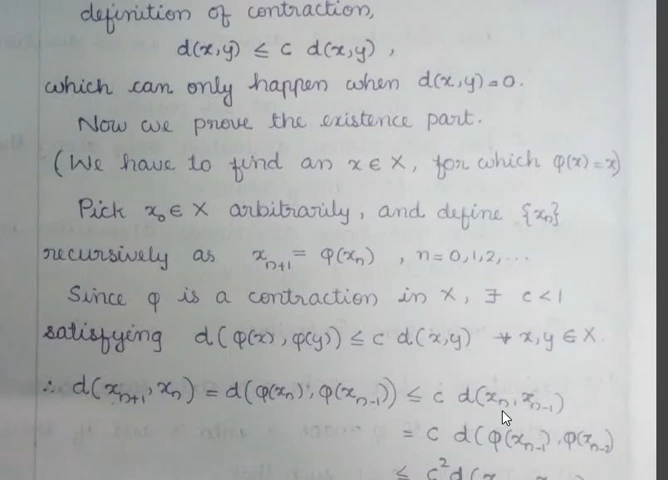 definition of contraction,
d(x,y) ≤ c d(x,y) ,
which can only happen when d(x,y)=0.
Now we prove the existence part.
(We have to find an x ∈ X, for which φ(x)=x)
Pick x₀ ∈ X arbitrarily, and define {xₙ}
recursively as xₙ₊₁ = φ(xₙ) , n=0,1,2,...
Since φ is a contraction in X, ∃ c<1
satisfying d(φ(x), φ(y)) ≤ c d(x,y) ∀ x,y ∈ X.
∴ d(xₙ₊₁, xₙ) = d(φ(xₙ), φ(xₙ₋₁)) ≤ c d(xₙ, xₙ₋₁)
= c d(φ(xₙ₋₁), φ(xₙ₋₂)
≤ c²d(x